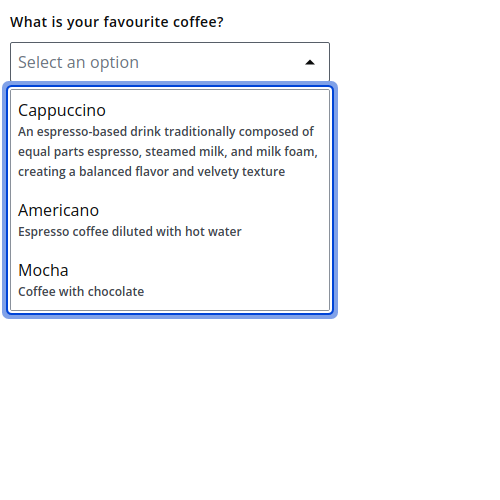 What is your favourite coffee?
Select an option
Cappuccino
An espresso-based drink traditionally composed of
equal parts espresso, steamed milk, and milk foam,
creating a balanced flavor and velvety texture
Americano
Espresso coffee diluted with hot water
Mocha
Coffee with chocolate